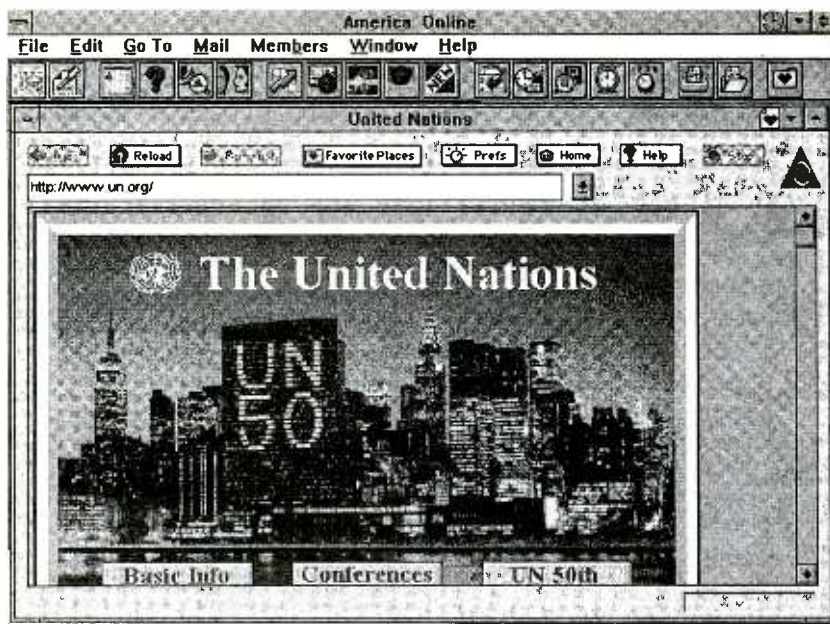 America Online
File Edit Go To Mail Members Window Help
United Nations
Reload Favorite Places Prefs Home Help
http://www un.org/
The United Nations
UN
50
Basic Info Conferences UN 50th